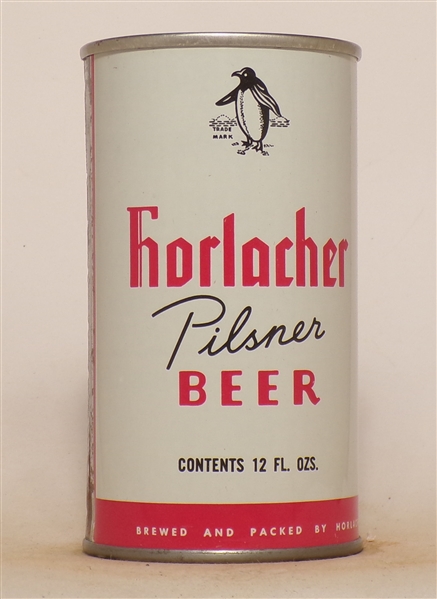 TRADE
MARK
Horlacher
Pilsner
BEER
CONTENTS 12 FL. OZS.
BREWED AND PACKED BY